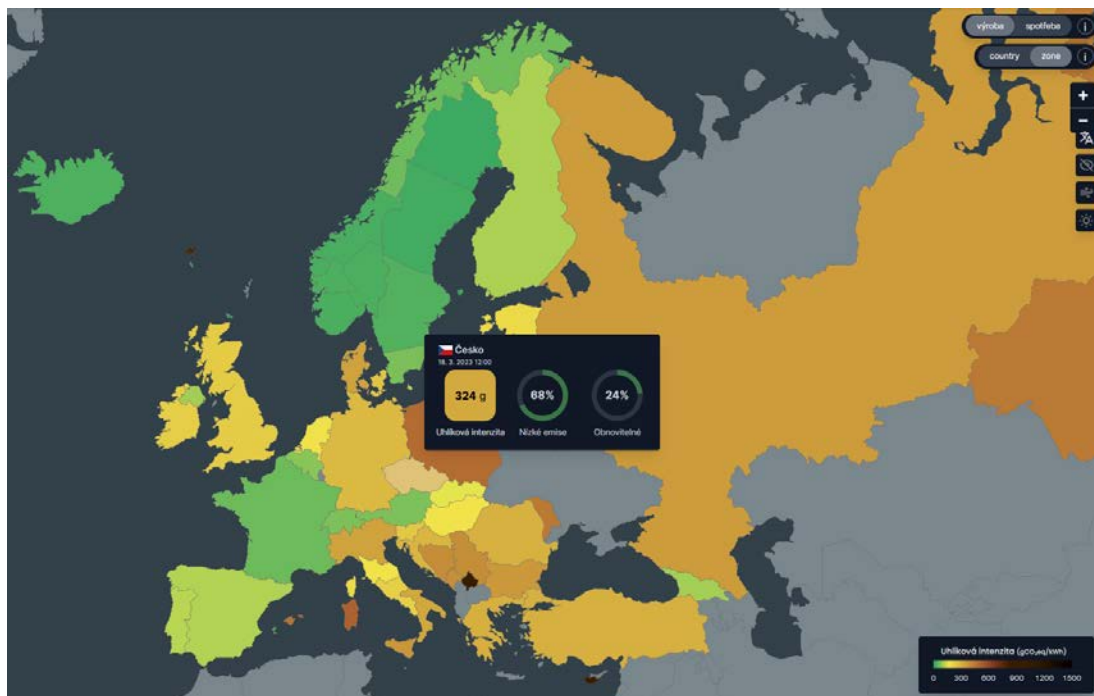 výroba spotřeba
country zone
Česko
18. 3. 2023 12:00
324 g
68%
24%
Uhlíková intenzita
Nízké emise
Obnovitelné
Uhlíková intenzita (gCO₂eq/kWh)
0 300 600 900 1200 1500